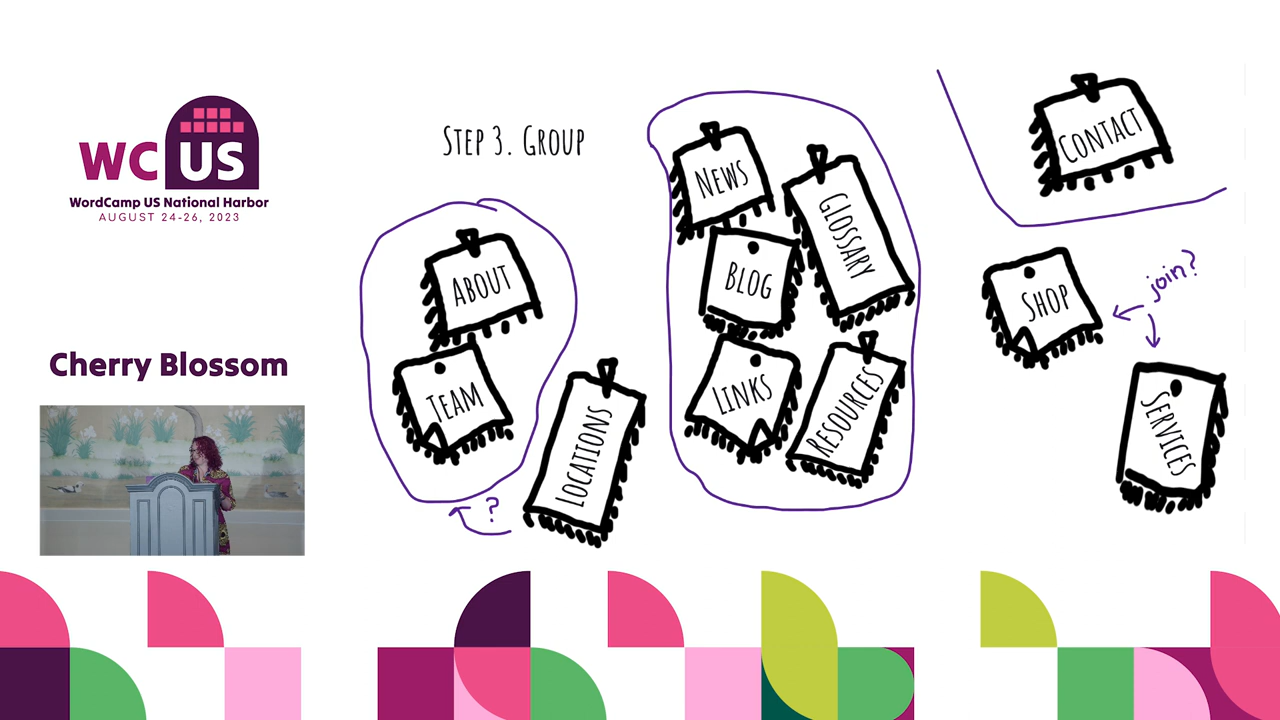 WC US
WordCamp US National Harbor
AUGUST 24-26, 2023
Cherry Blossom
STEP 3. GROUP
ABOUT
TEAM
LOCATIONS
?
NEWS
GLOSSARY
BLOG
LINKS
RESOURCES
CONTACT
SHOP
join?
SERVICES